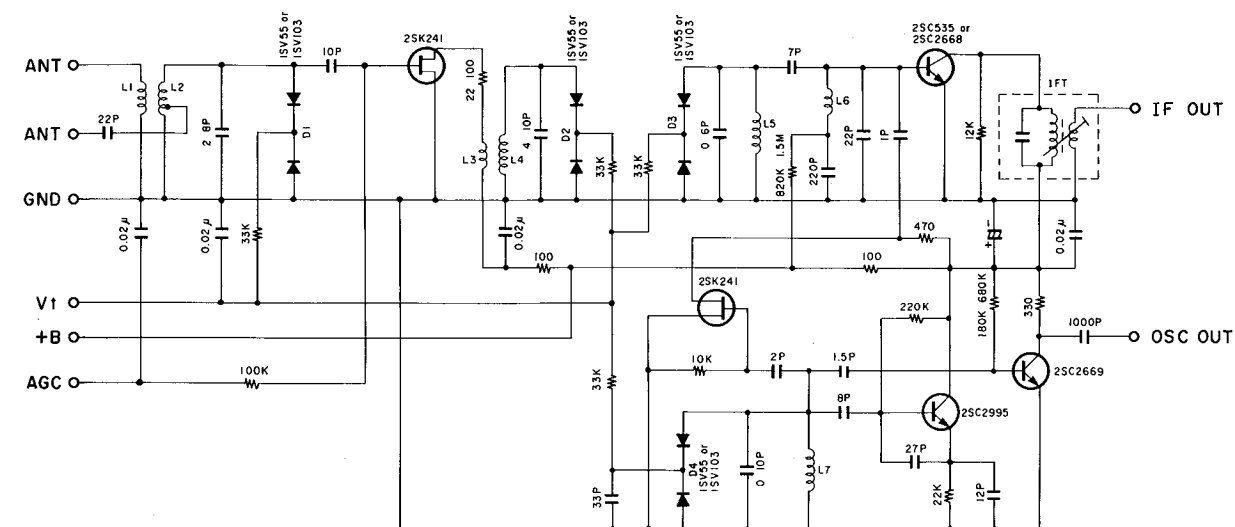 1SV55 or
1SV103
10P
2SK241
1SV55 or
1SV103
1SV55 or
1SV103
7P
2SC535 or
2SC2668
1FT
ANT
L1
L2
22 100
IF OUT
ANT
22P
2 8P
D1
L3
L4
4 10P
D2
33K
33K
D3
0 6P
L5
L6
820K 1.5M
220P
22P
1P
12K
GND
0.02μ
0.02μ
33K
0.02μ
470
0.02μ
+
-
100
100
Vt
2SK241
220K
180K 680K
330
1000P
+B
OSC OUT
AGC
100K
33K
10K
2P
1.5P
2SC2669
8P
2SC2995
D4
1SV55 or
1SV103
0 10P
L7
27P
33P
22K
12P